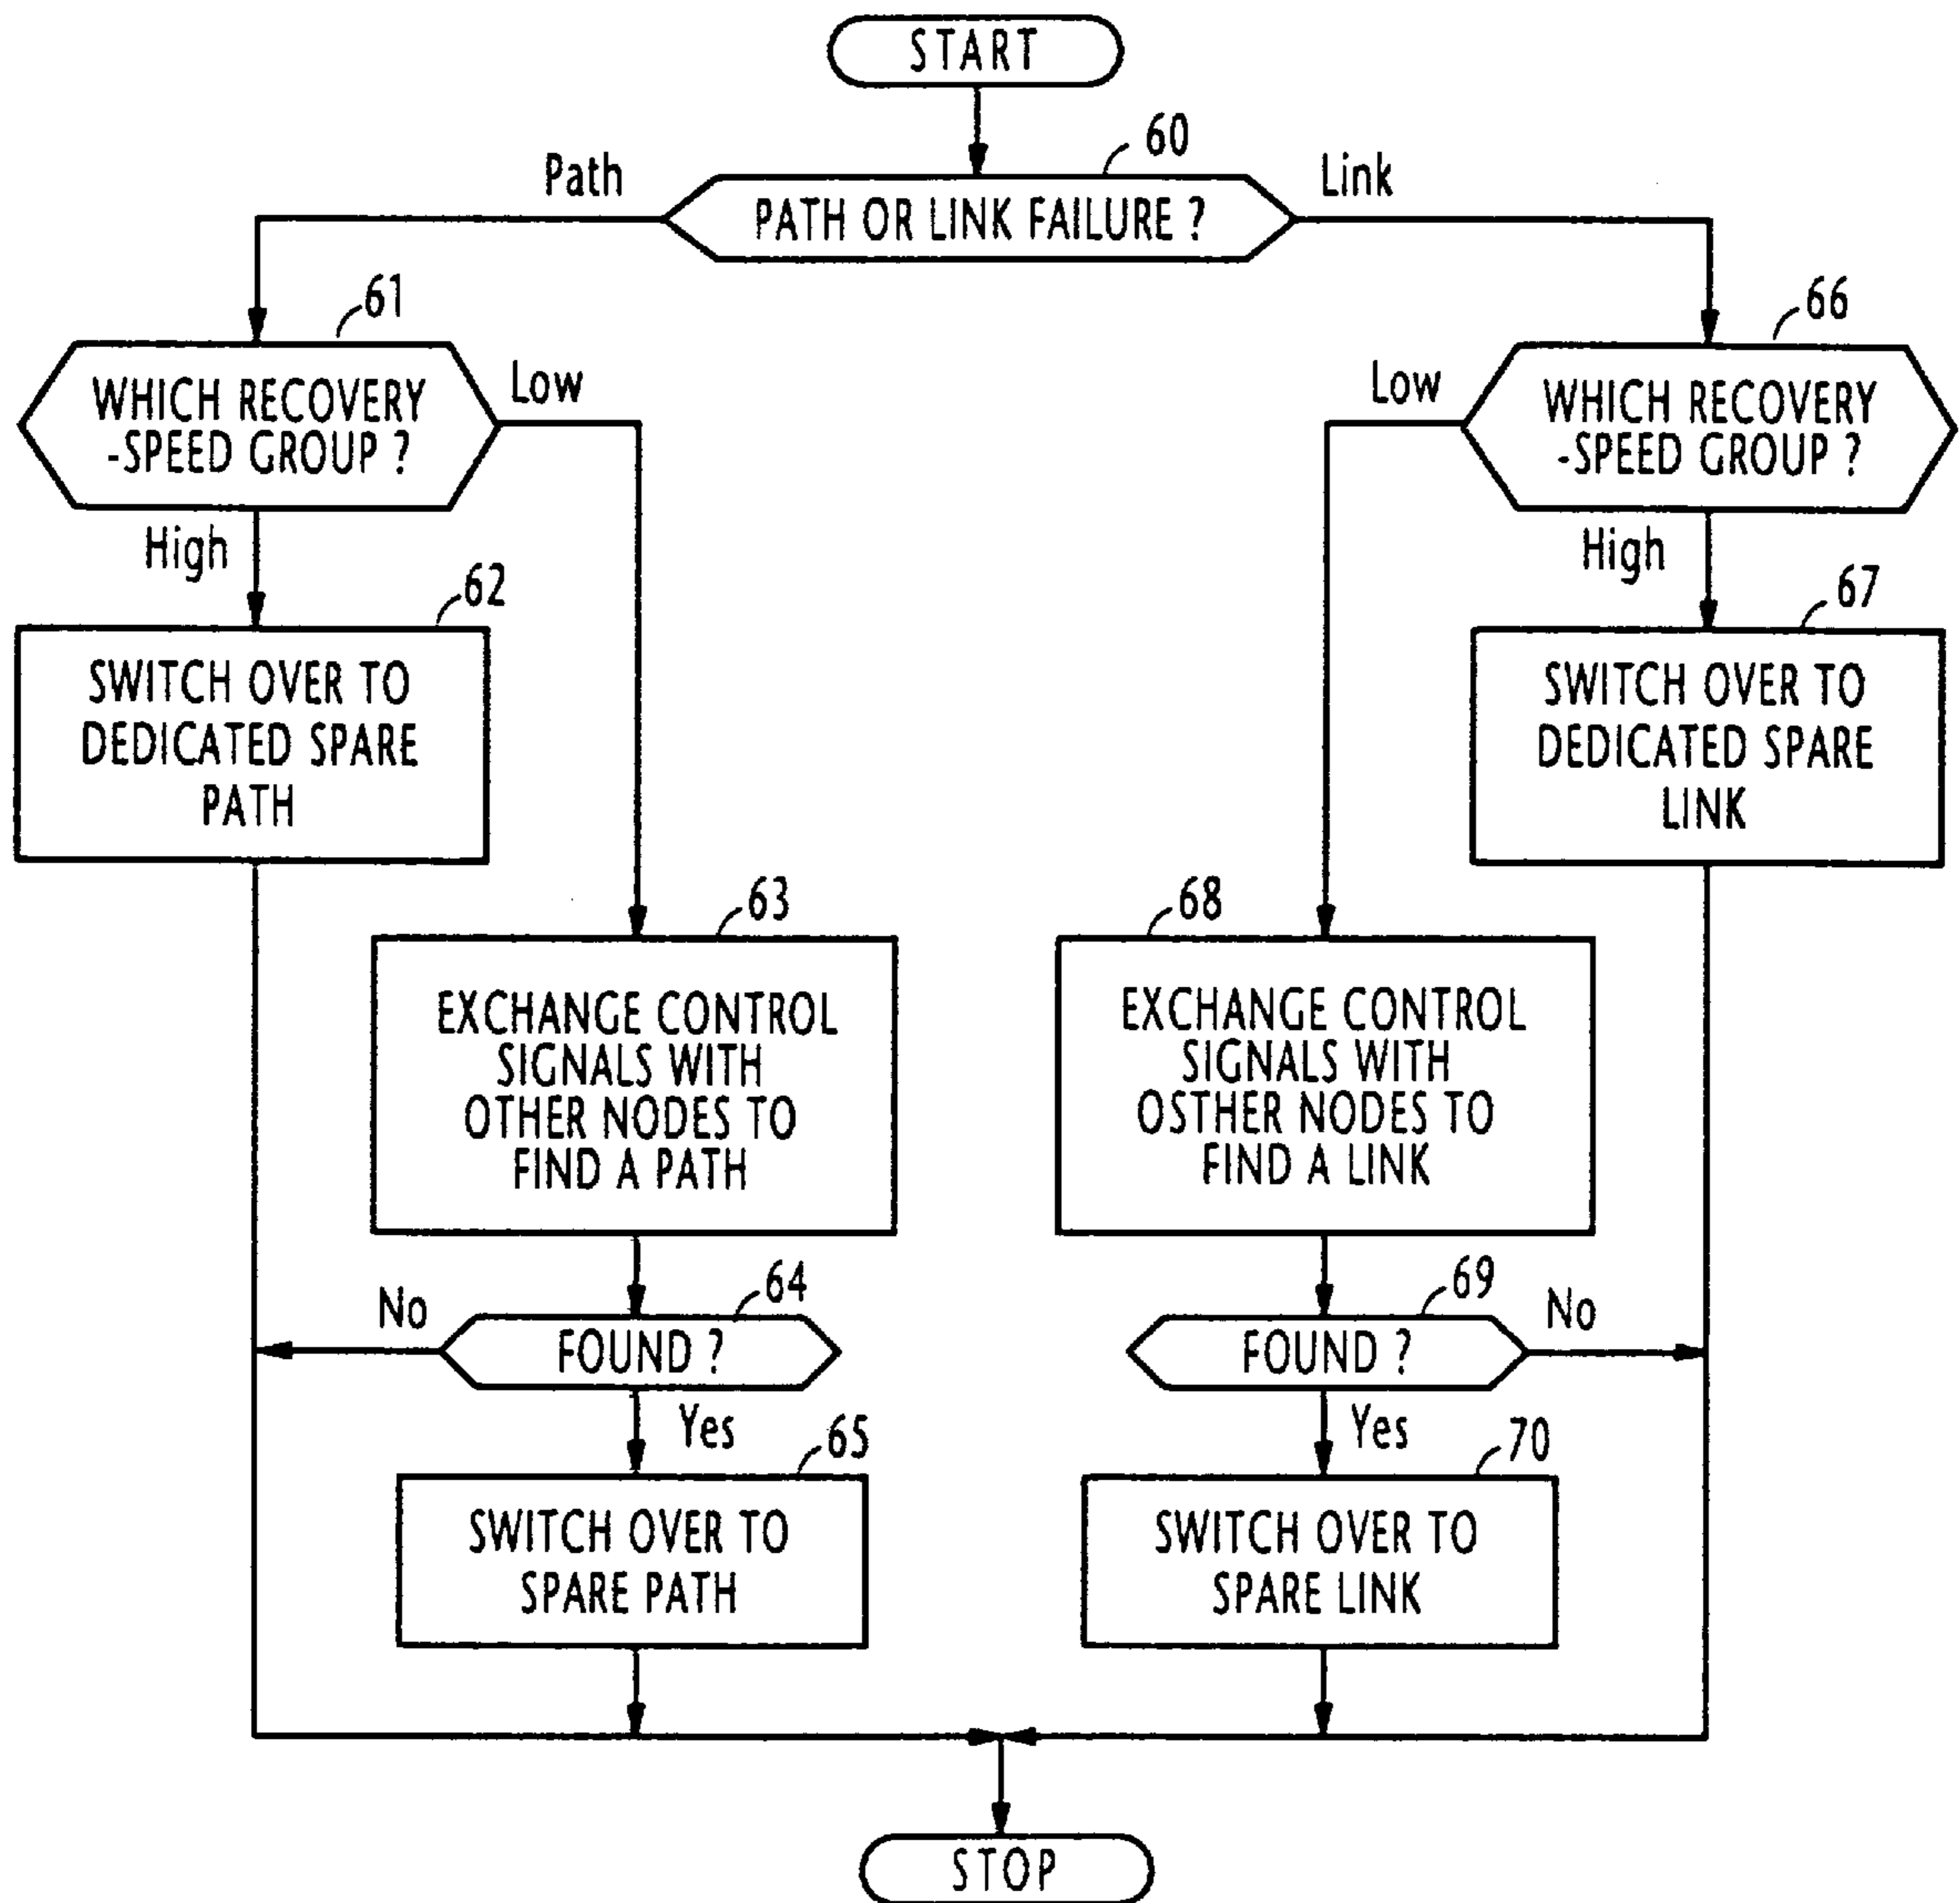 START
60
Path
Link
PATH OR LINK FAILURE ?
61
66
WHICH RECOVERY
-SPEED GROUP ?
Low
Low
WHICH RECOVERY
-SPEED GROUP ?
High
High
62
67
SWITCH OVER TO
DEDICATED SPARE
PATH
SWITCH OVER TO
DEDICATED SPARE
LINK
63
68
EXCHANGE CONTROL
SIGNALS WITH
OTHER NODES TO
FIND A PATH
EXCHANGE CONTROL
SIGNALS WITH
OSTHER NODES TO
FIND A LINK
64
69
No
FOUND ?
FOUND ?
No
Yes
Yes
65
70
SWITCH OVER TO
SPARE PATH
SWITCH OVER TO
SPARE LINK
STOP